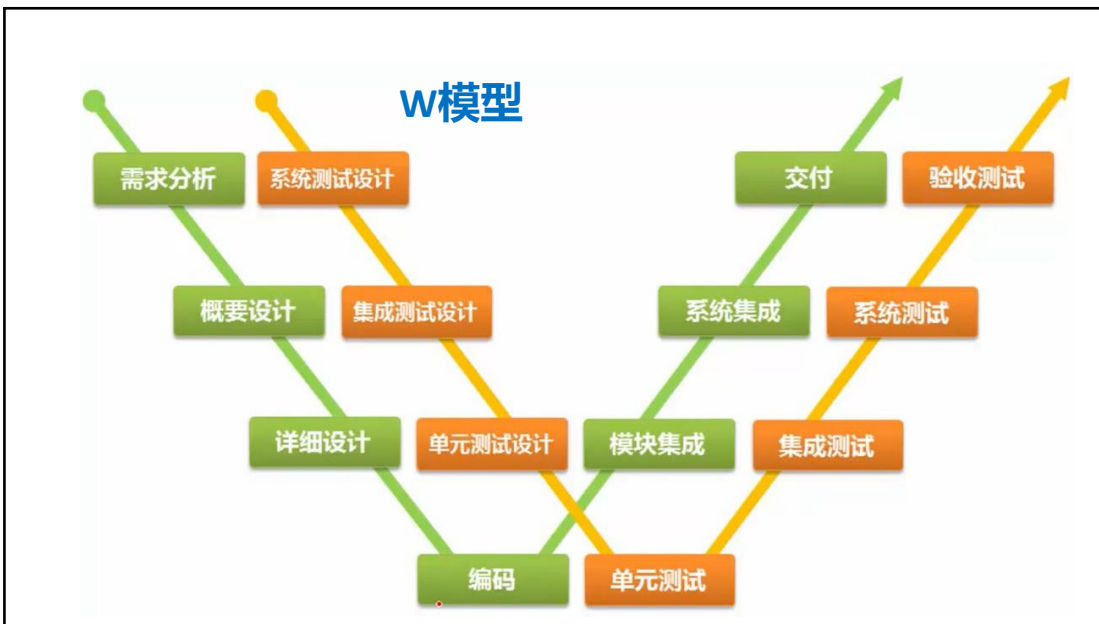 W模型
需求分析
系统测试设计
交付
验收测试
概要设计
集成测试设计
系统集成
系统测试
详细设计
单元测试设计
模块集成
集成测试
编码
单元测试